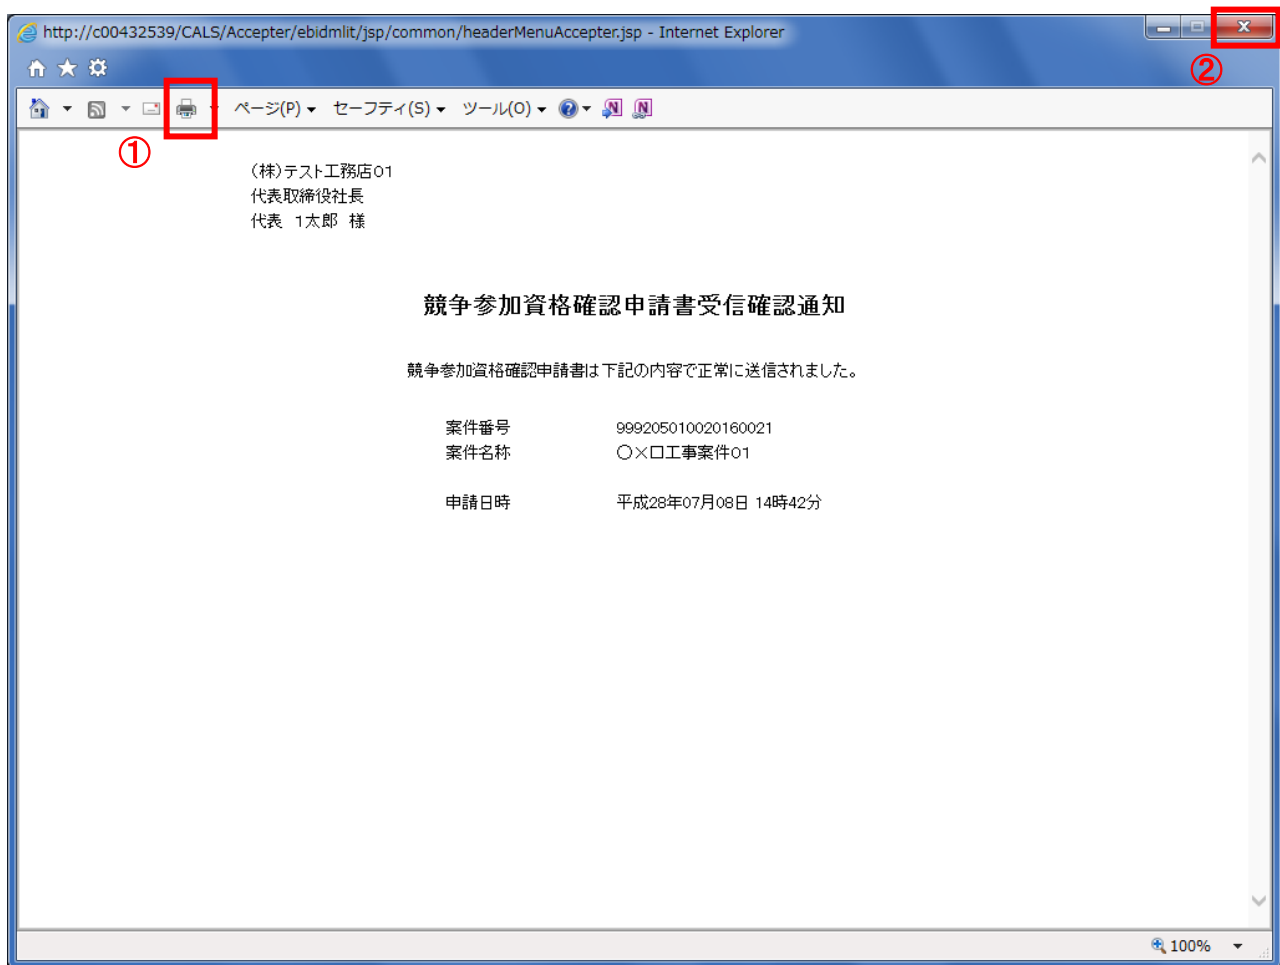 http://c00432539/CALS/Accepter/ebidmlit/jsp/common/headerMenuAccepter.jsp - Internet Explorer
②
ページ(P) セーフティ(S) ツール(O)
①
（株）テスト工務店01
代表取締役社長
代表 1太郎 様
競争参加資格確認申請書受信確認通知
競争参加資格確認申請書は下記の内容で正常に送信されました。
案件番号 999205010020160021
案件名称 〇×口工事案件01
申請日時 平成28年07月08日 14時42分
100%